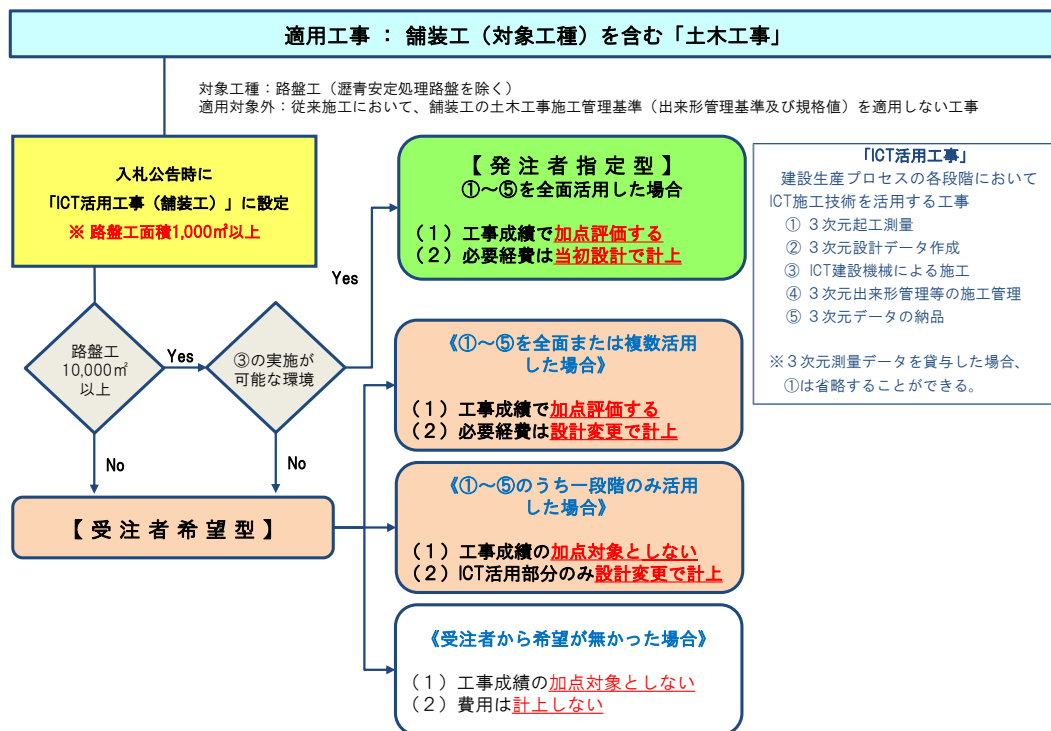 適用工事 ： 舗装工（対象工種）を含む「土木工事」
対象工種：路盤工（瀝青安定処理路盤を除く）
適用対象外：従来施工において、舗装工の土木工事施工管理基準（出来形管理基準及び規格値）を適用しない工事
入札公告時に
「ICT活用工事（舗装工）」に設定
※ 路盤工面積1,000㎡以上
路盤工
10,000㎡
以上
Yes
③の実施が
可能な環境
Yes
No
No
【 受 注 者 希 望 型 】
【 発 注 者 指 定 型 】
①～⑤を全面活用した場合
（１）工事成績で加点評価する
（２）必要経費は当初設計で計上
《①～⑤を全面または複数活用
した場合》
（１）工事成績で加点評価する
（２）必要経費は設計変更で計上
《①～⑤のうち一段階のみ活用
した場合》
（１）工事成績の加点対象としない
（２）ICT活用部分のみ設計変更で計上
《受注者から希望が無かった場合》
（１）工事成績の加点対象としない
（２）費用は計上しない
「ICT活用工事」
建設生産プロセスの各段階において
ICT施工技術を活用する工事
① ３次元起工測量
② ３次元設計データ作成
③ ICT建設機械による施工
④ ３次元出来形管理等の施工管理
⑤ ３次元データの納品
※３次元測量データを貸与した場合、
①は省略することができる。